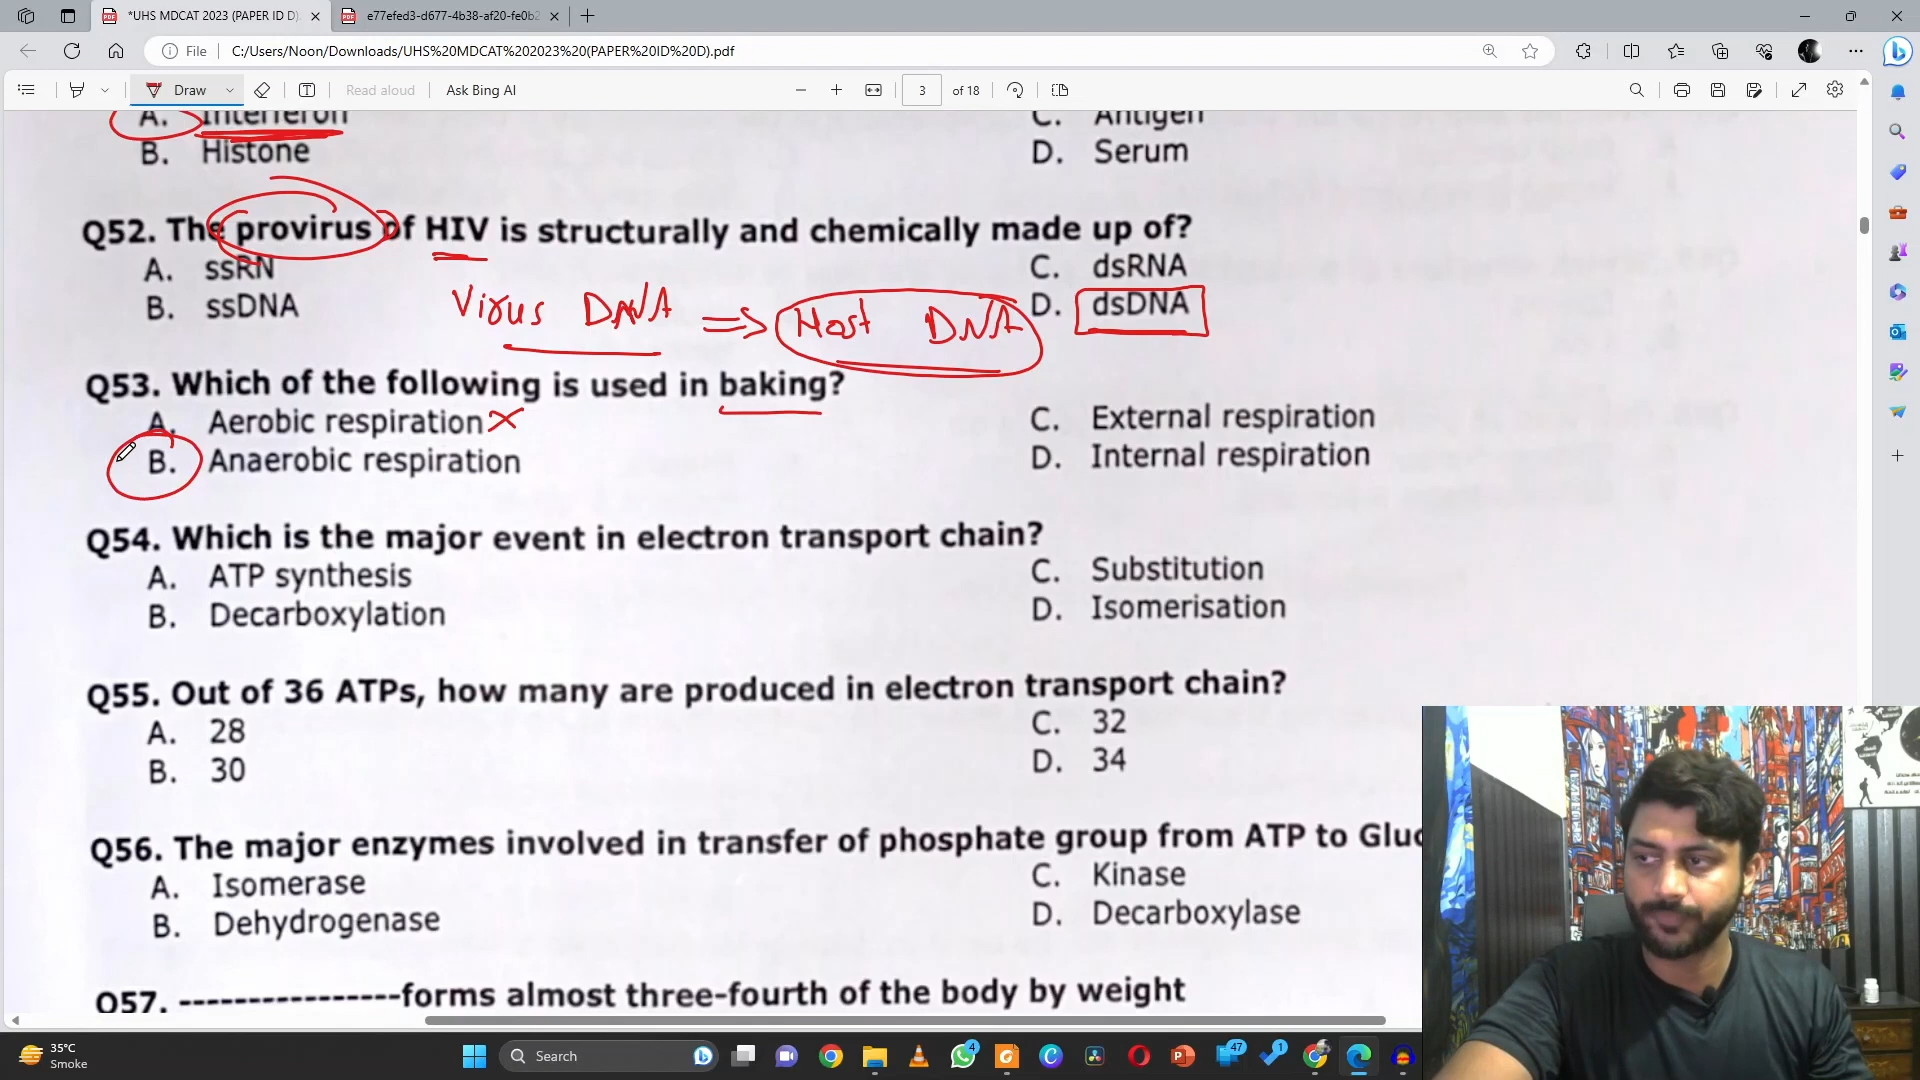 *UHS MDCAT 2023 (PAPER ID D).
e77efed3-d677-4b38-af20-fe0b2
File
C:/Users/Noon/Downloads/UHS%20MDCAT%202023%20(PAPER%20ID%20D).pdf
Draw
Read aloud
Ask Bing AI
3
of 18
A. Interferon
C. Antigen
B. Histone
D. Serum
Q52. The provirus of HIV is structurally and chemically made up of?
A. ssRN
C. dsRNA
B. ssDNA
D. dsDNA
Virus DNA => Host DNA
Q53. Which of the following is used in baking?
A. Aerobic respiration
C. External respiration
B. Anaerobic respiration
D. Internal respiration
Q54. Which is the major event in electron transport chain?
A. ATP synthesis
C. Substitution
B. Decarboxylation
D. Isomerisation
Q55. Out of 36 ATPs, how many are produced in electron transport chain?
A. 28
C. 32
B. 30
D. 34
Q56. The major enzymes involved in transfer of phosphate group from ATP to Gluc
A. Isomerase
C. Kinase
B. Dehydrogenase
D. Decarboxylase
Q57. ----------------forms almost three-fourth of the body by weight
35°C
Smoke
Search
4
47
1